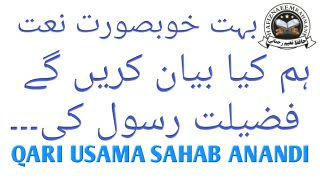 بہت خوبصورت نعت
ہم کیا بیان کریں گے
فضیلت رسول کی...
QARI USAMA SAHAB ANANDI